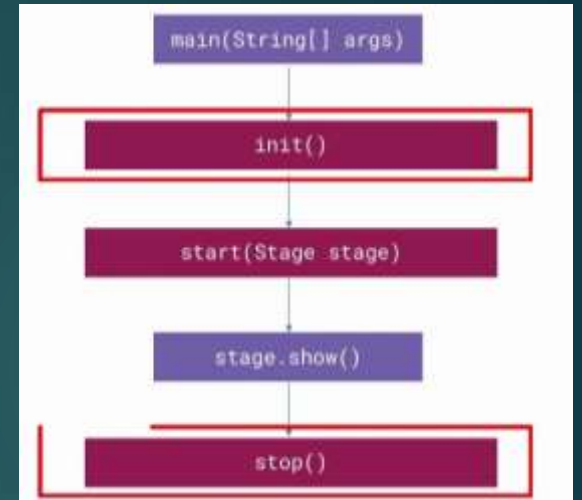 main(String[] args)
init()
start(Stage stage)
stage.show()
stop()